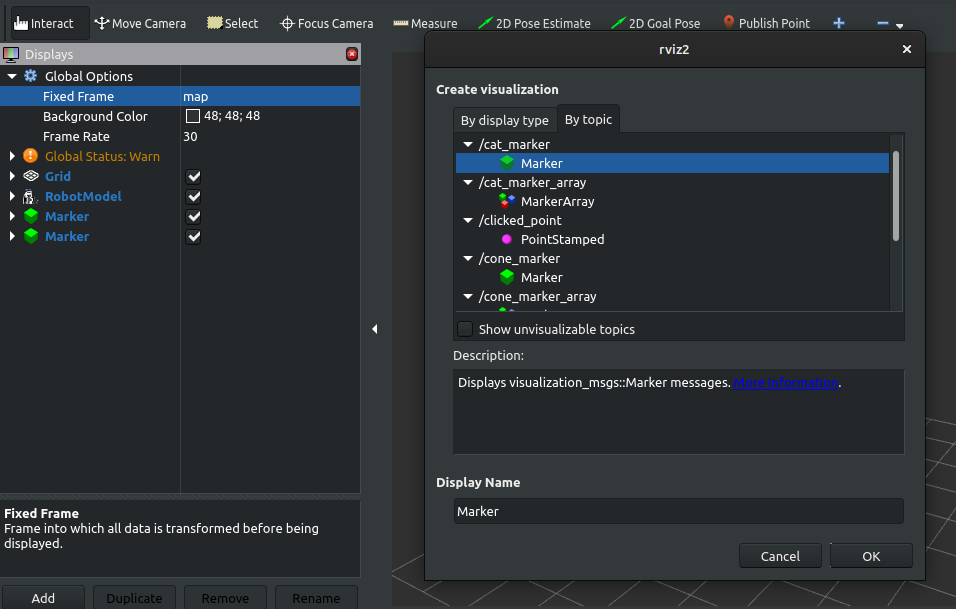 Interact Move Camera Select Focus Camera Measure 2D Pose Estimate 2D Goal Pose Publish Point
Displays
Global Options
Fixed Frame map
Background Color 48; 48; 48
Frame Rate 30
Global Status: Warn
Grid
RobotModel
Marker
Marker
Fixed Frame
Frame into which all data is transformed before being
displayed.
Add Duplicate Remove Rename
rviz2
Create visualization
By display type By topic
/cat_marker
Marker
/cat_marker_array
MarkerArray
/clicked_point
PointStamped
/cone_marker
Marker
/cone_marker_array
Show unvisualizable topics
Description:
Displays visualization_msgs::Marker messages. More information.
Display Name
Marker
Cancel OK